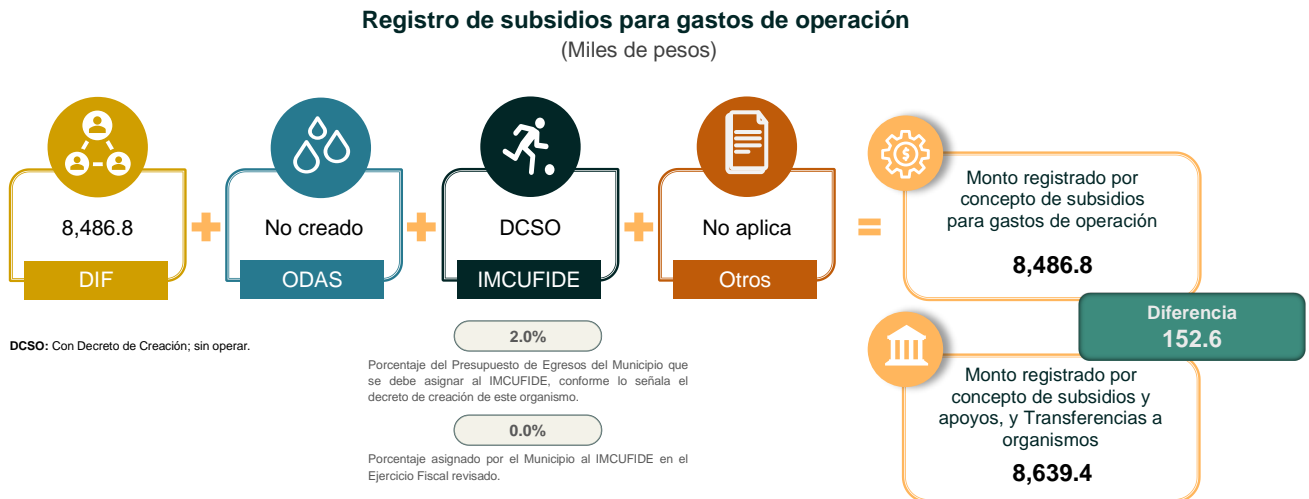 Registro de subsidios para gastos de operación
(Miles de pesos)
8,486.8
DIF
No creado
ODAS
DCSO
IMCUFIDE
No aplica
Otros
Monto registrado por
concepto de subsidios
para gastos de operación
8,486.8
Diferencia
152.6
Monto registrado por
concepto de subsidios y
apoyos, y Transferencias a
organismos
8,639.4
DCSO: Con Decreto de Creación; sin operar.
2.0%
Porcentaje del Presupuesto de Egresos del Municipio que
se debe asignar al IMCUFIDE, conforme lo señala el
decreto de creación de este organismo.
0.0%
Porcentaje asignado por el Municipio al IMCUFIDE en el
Ejercicio Fiscal revisado.